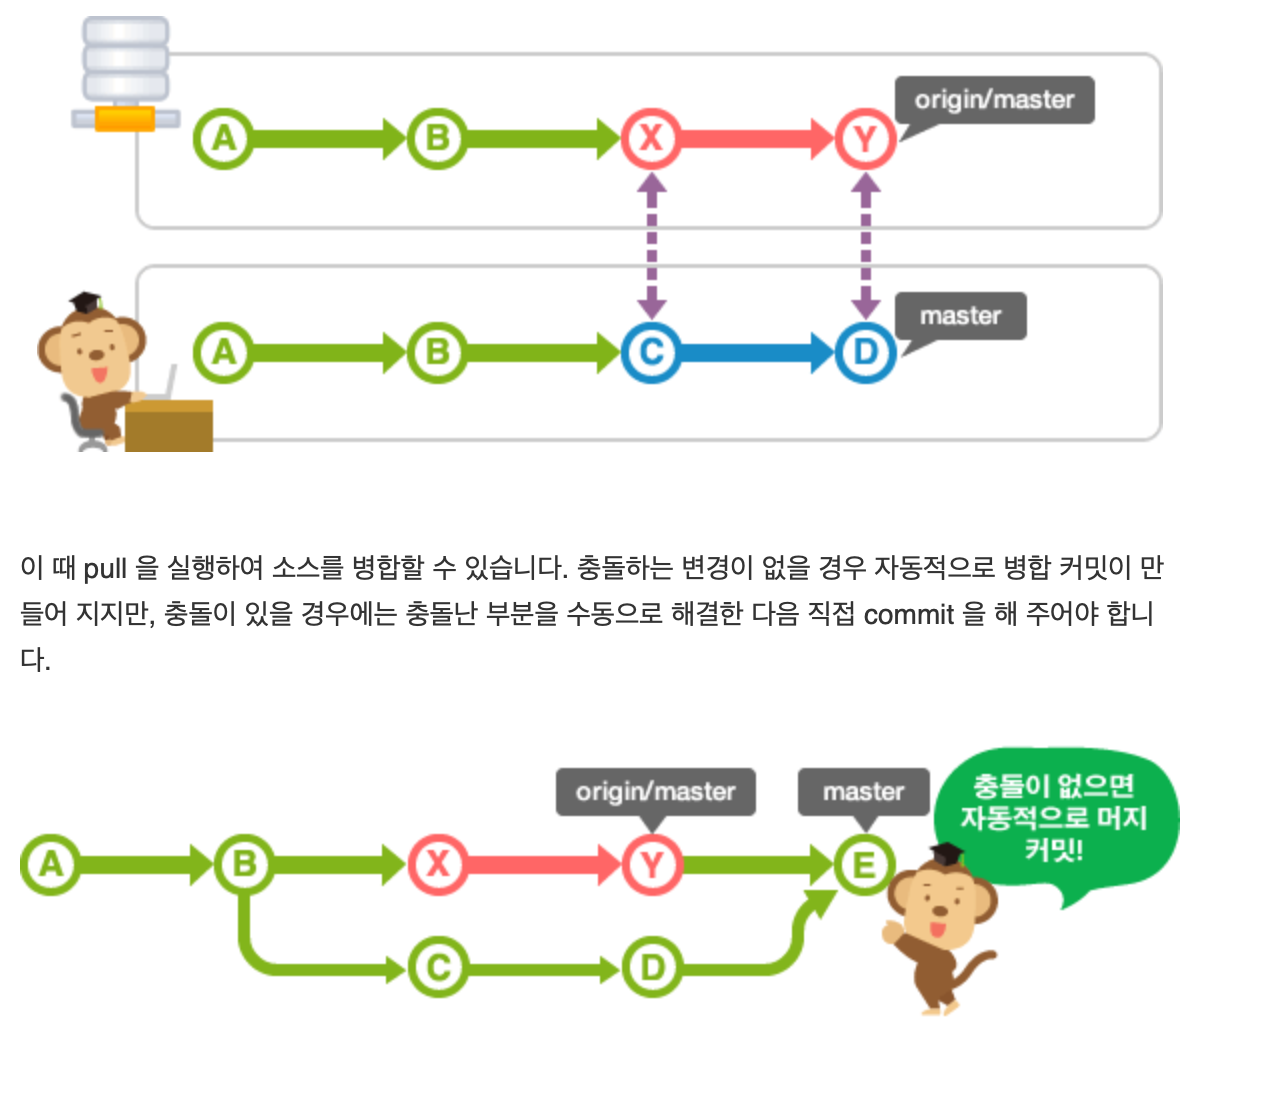 origin/master
A B X Y
master
A B C D
이 때 pull 을 실행하여 소스를 병합할 수 있습니다. 충돌하는 변경이 없을 경우 자동적으로 병합 커밋이 만
들어 지지만, 충돌이 있을 경우에는 충돌난 부분을 수동으로 해결한 다음 직접 commit 을 해 주어야 합니
다.
origin/master master
충돌이 없으면
자동적으로 머지
커밋!
A B X Y E
C D